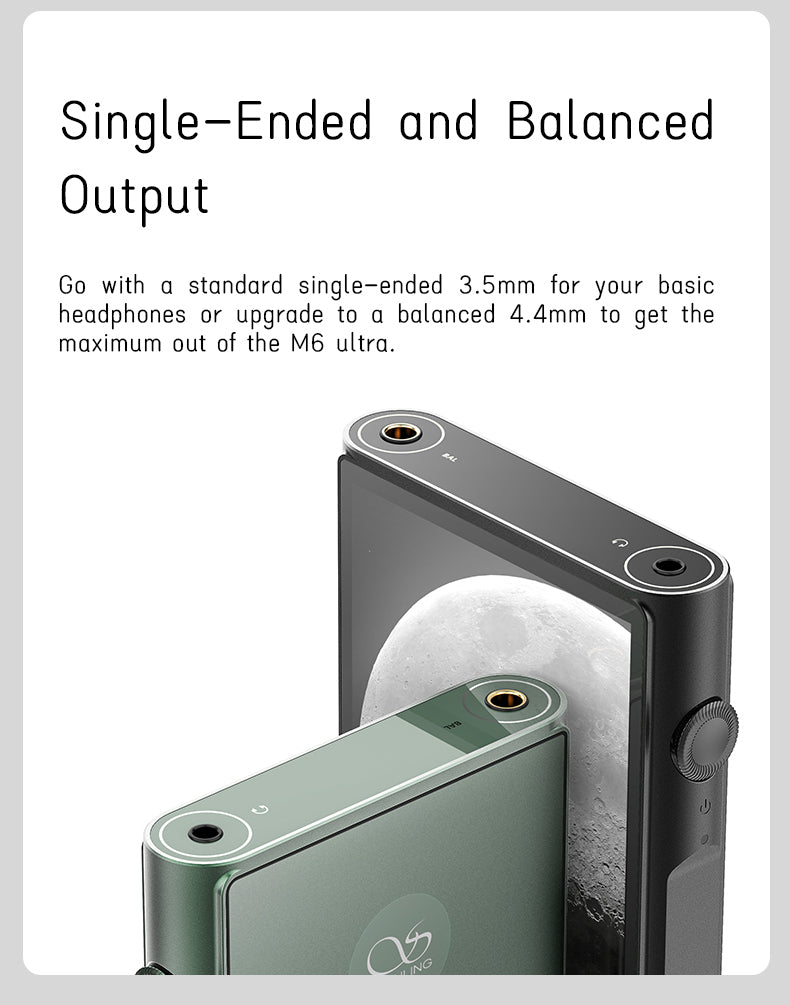 Single-Ended and Balanced
Output
Go with a standard single-ended 3.5mm for your basic
headphones or upgrade to a balanced 4.4mm to get the
maximum out of the M6 ultra.
BAL
BAL